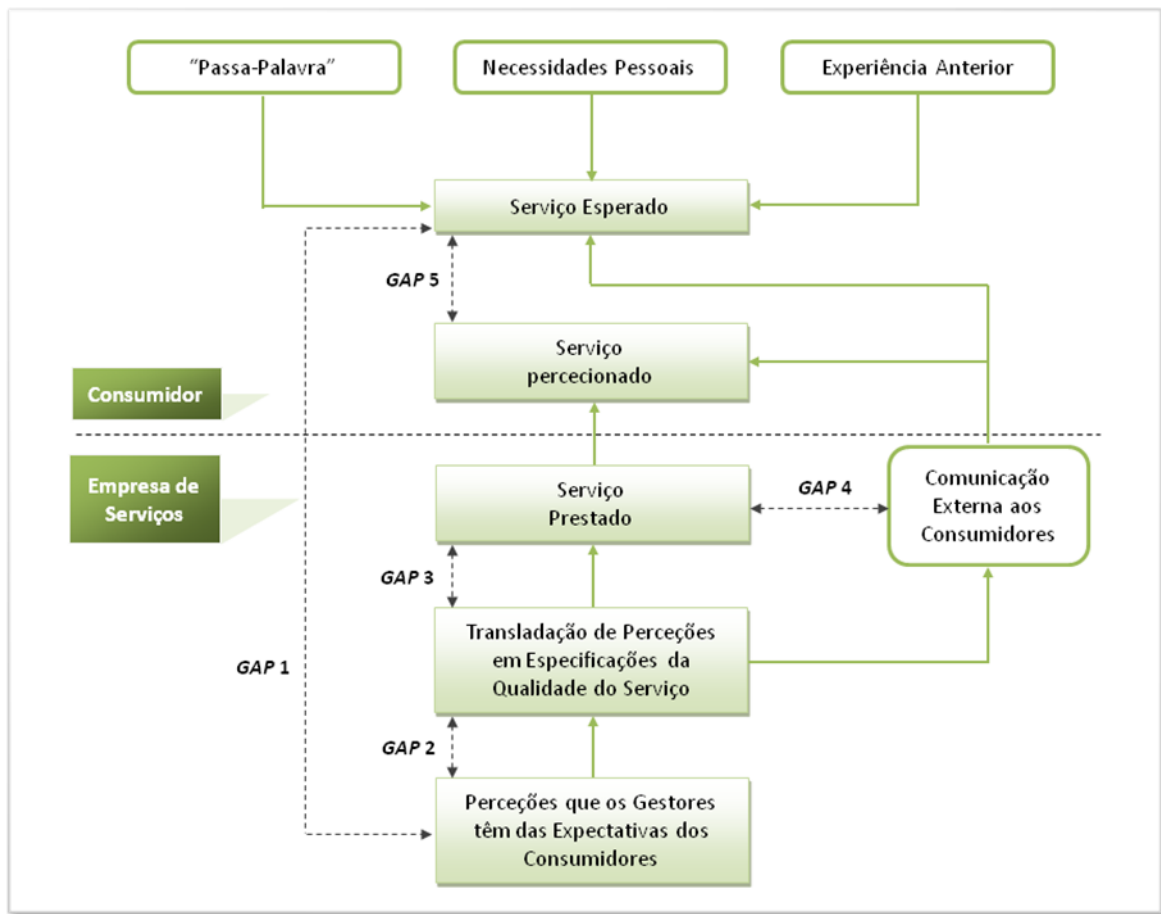 “Passa-Palavra”
Necessidades Pessoais
Experiência Anterior
Serviço Esperado
GAP 5
Serviço
percecionado
Consumidor
Empresa de
Serviços
Serviço
Prestado
GAP 4
Comunicação
Externa aos
Consumidores
GAP 3
Transladação de Perceções
em Especificações da
Qualidade do Serviço
GAP 1
GAP 2
Perceções que os Gestores
têm das Expectativas dos
Consumidores